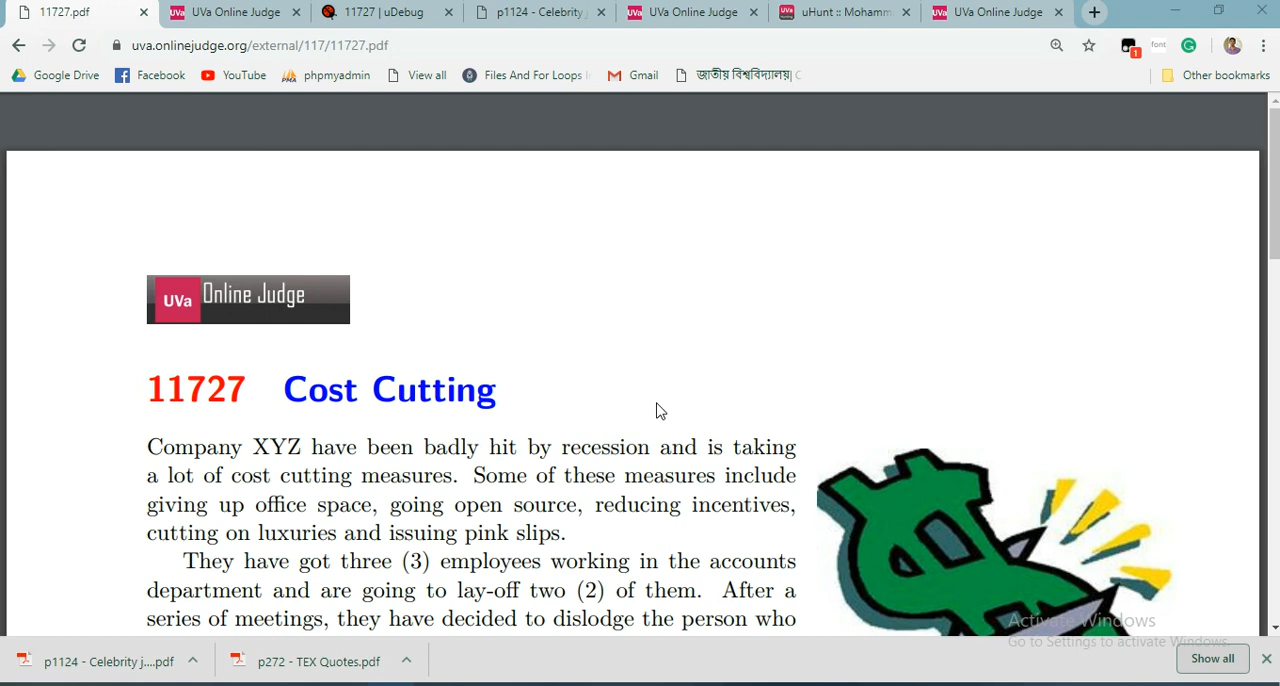 11727.pdf
UVa Online Judge
11727 | uDebug
p1124 - Celebrity
UVa Online Judge
uHunt :: Mohamm
UVa Online Judge
uva.onlinejudge.org/external/117/11727.pdf
1
font
Google Drive
Facebook
YouTube
phpmyadmin
View all
Files And For Loops
Gmail
জাতীয় বিশ্ববিদ্যালয়| C
Other bookmarks
UVa Online Judge
11727 Cost Cutting
Company XYZ have been badly hit by recession and is taking
a lot of cost cutting measures. Some of these measures include
giving up office space, going open source, reducing incentives,
cutting on luxuries and issuing pink slips.
They have got three (3) employees working in the accounts
department and are going to lay-off two (2) of them. After a
series of meetings, they have decided to dislodge the person who
Activate Windows
Go to Settings to activate Windows.
p1124 - Celebrity j....pdf
p272 - TEX Quotes.pdf
Show all